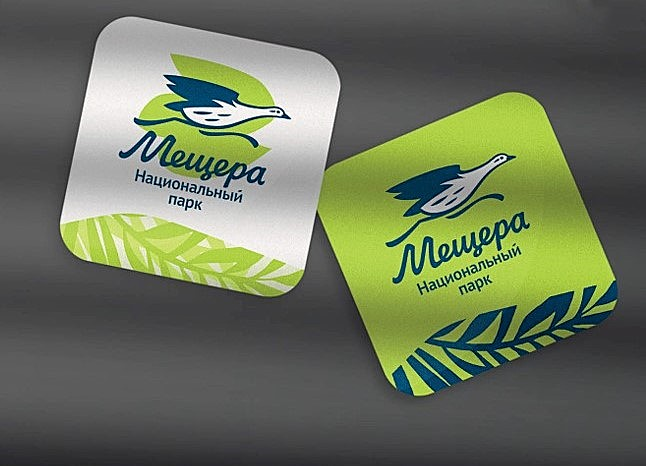 Мещера
Национальный
парк
Мещера
Национальный
парк